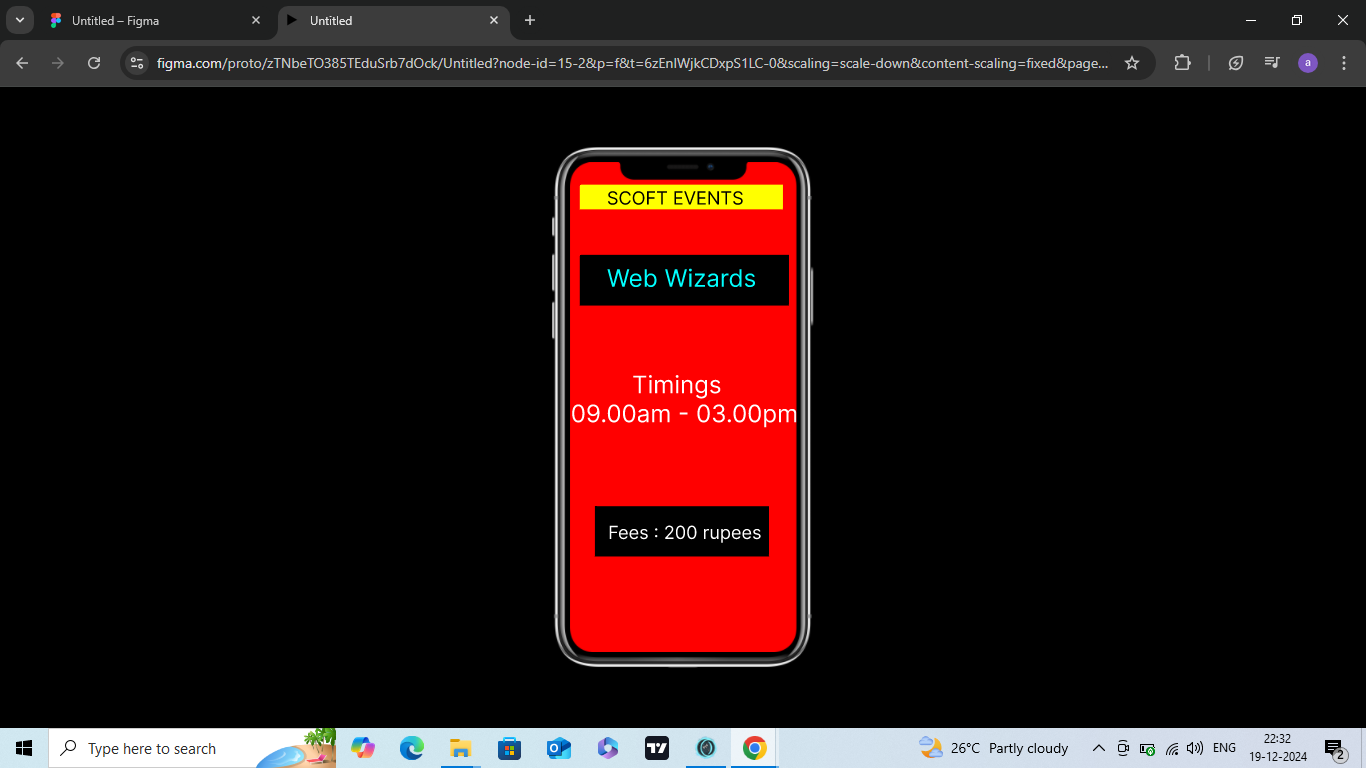 Untitled – Figma
Untitled
figma.com/proto/zTNbeTO385TEduSrb7dOck/Untitled?node-id=15-2&p=f&t=6zEnIWjkCDxpS1LC-0&scaling=scale-down&content-scaling=fixed&page...
a
SCOFT EVENTS
Web Wizards
Timings
09.00am - 03.00pm
Fees : 200 rupees
Type here to search
26°C Partly cloudy
ENG
22:32
19-12-2024
2